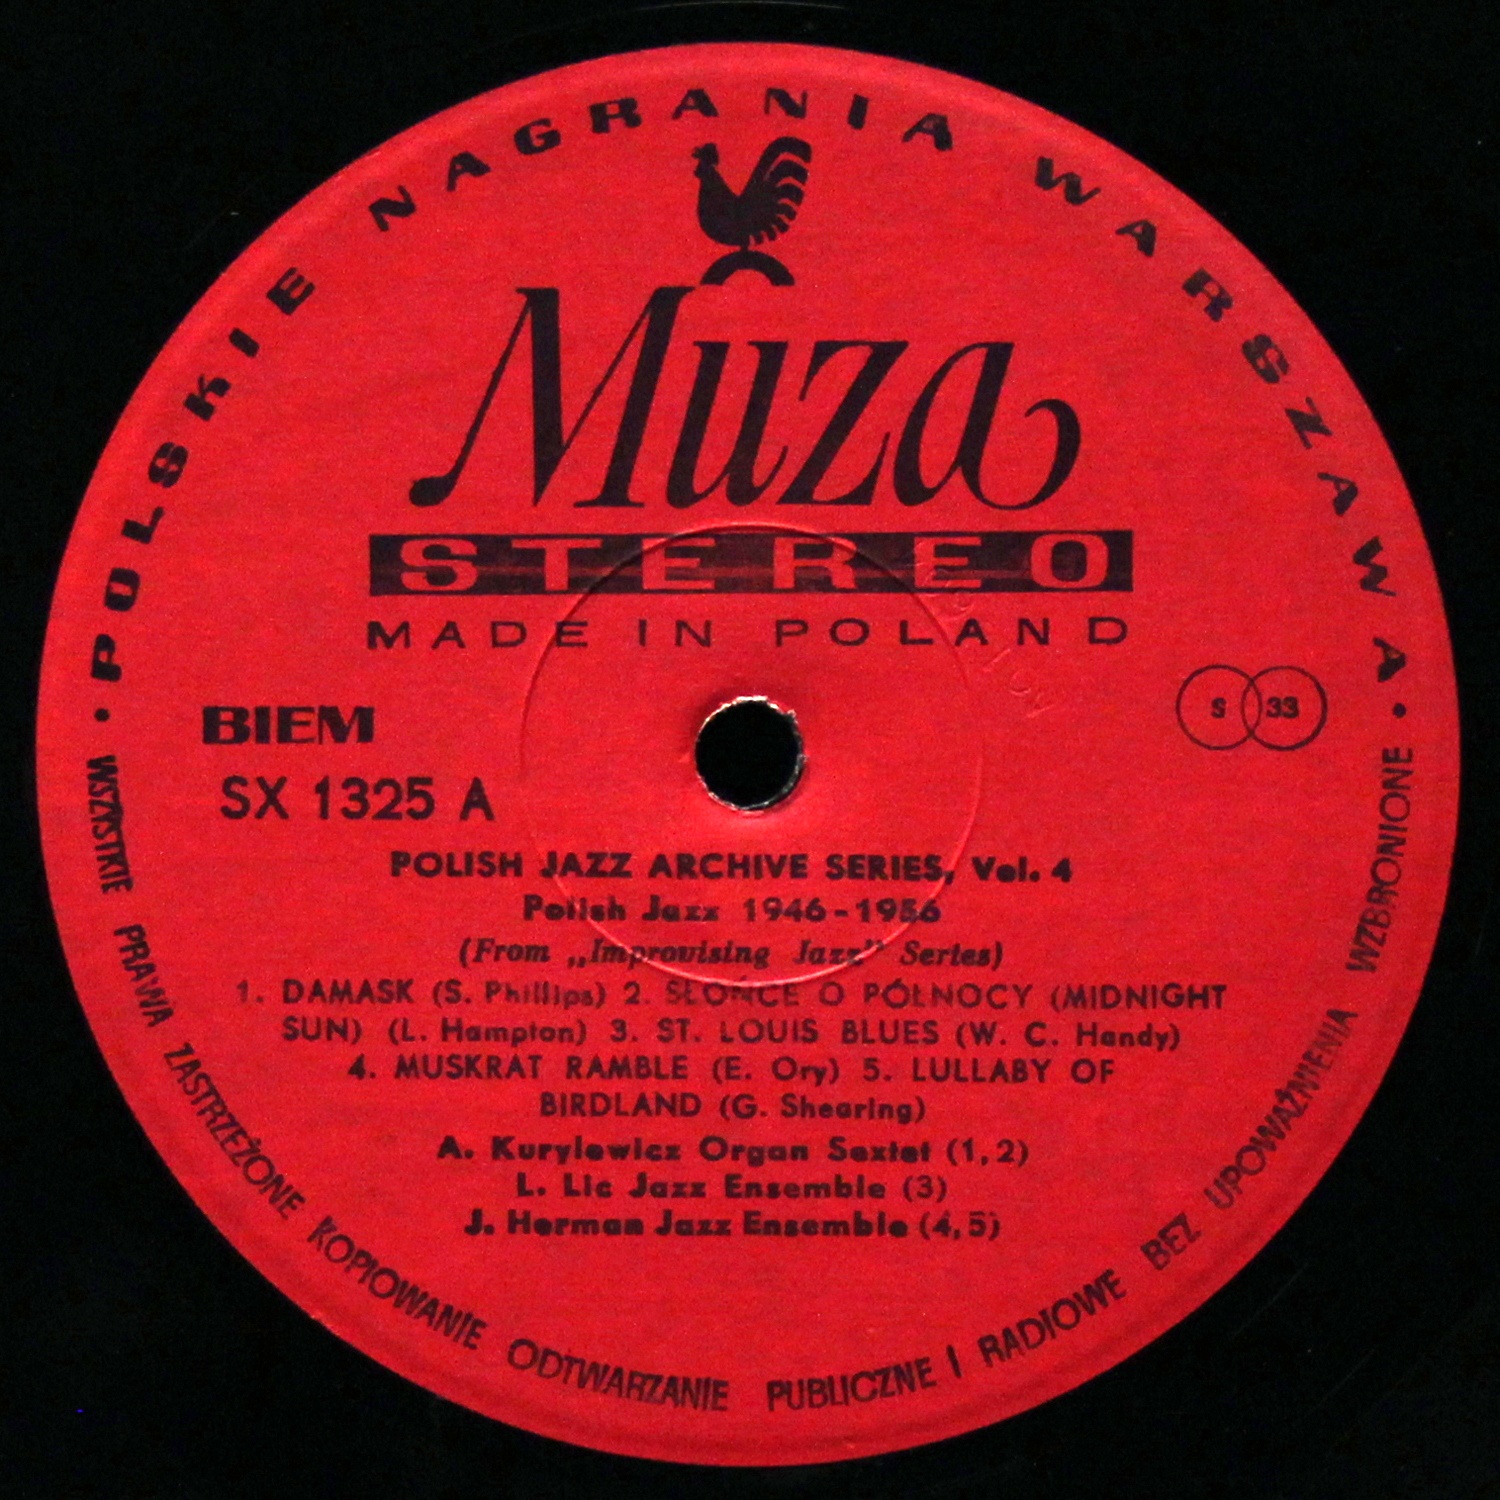 POLSKIE NAGRANIA WARSZAWA
Muza
STEREO
MADE IN POLAND
BIEM
S 33
SX 1325 A
POLISH JAZZ ARCHIVE SERIES, Vol. 4
Polish Jazz 1946-1956
(From „Improvising Jazz” Series)
1. DAMASK (S. Phillips) 2. SŁOŃCE O PÓŁNOCY (MIDNIGHT
SUN) (L. Hampton) 3. ST. LOUIS BLUES (W. C. Handy)
4. MUSKRAT RAMBLE (E. Ory) 5. LULLABY OF
BIRDLAND (G. Shearing)
A. Kurylewicz Organ Sextet (1,2)
L. Lic Jazz Ensemble (3)
J. Herman Jazz Ensemble (4,5)
• WSZYSTKIE PRAWA ZASTRZEŻONE KOPIOWANIE ODTWARZANIE PUBLICZNE I RADIOWE BEZ UPOWAŻNIENIA WZBRONIONE •